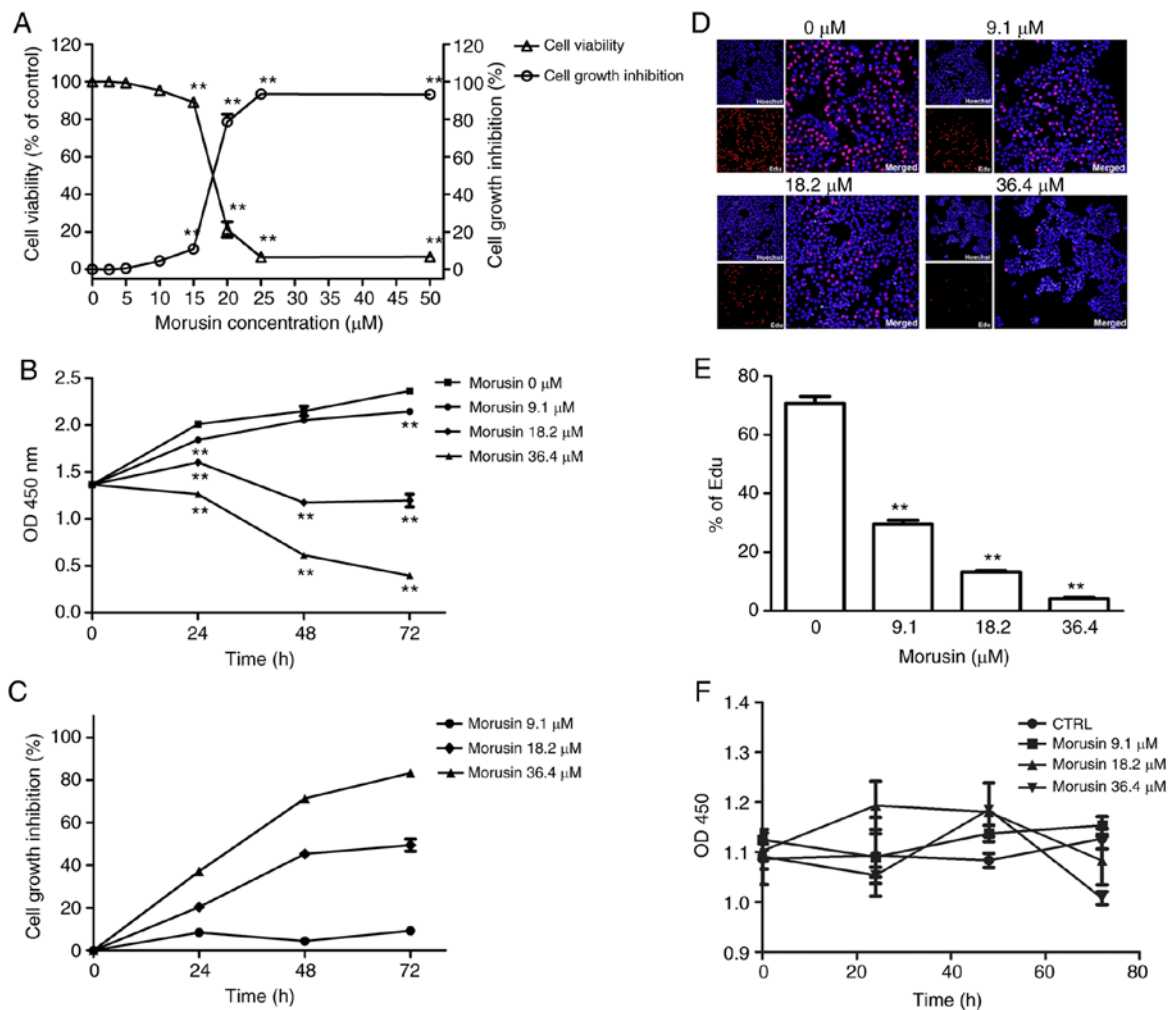 A
Cell viability (% of control)
120
100
80
60
40
20
0
120
100
80
60
40
20
0
Cell growth inhibition (%)
Cell viability
Cell growth inhibition
**
**
**
**
**
**
**
**
0 5 10 15 20 25 30 35 40 45 50
Morusin concentration (μM)
B
OD 450 nm
2.5
2.0
1.5
1.0
0.5
0.0
Morusin 0 μM
Morusin 9.1 μM
Morusin 18.2 μM
Morusin 36.4 μM
**
**
**
**
**
**
**
**
0 24 48 72
Time (h)
C
Cell growth inhibition (%)
100
80
60
40
20
0
Morusin 9.1 μM
Morusin 18.2 μM
Morusin 36.4 μM
0 24 48 72
Time (h)
D
0 μM
Hoechst
Edu
Merged
9.1 μM
Hoechst
Edu
Merged
18.2 μM
Hoechst
Edu
Merged
36.4 μM
Hoechst
Edu
Merged
E
% of Edu
80
60
40
20
0
**
**
**
0 9.1 18.2 36.4
Morusin (μM)
F
OD 450
1.4
1.3
1.2
1.1
1.0
0.9
CTRL
Morusin 9.1 μM
Morusin 18.2 μM
Morusin 36.4 μM
0 20 40 60 80
Time (h)